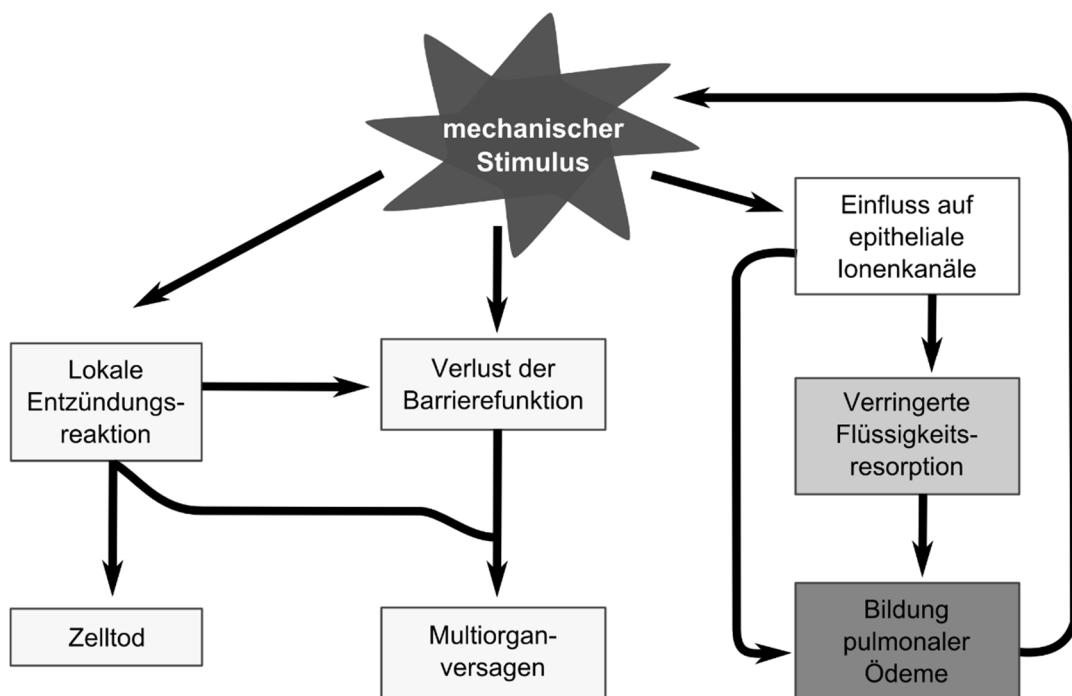 mechanischer
Stimulus
Einfluss auf
epitheliale
Ionenkanäle
Lokale
Entzündungs-
reaktion
Verlust der
Barrierefunktion
Verringerte
Flüssigkeits-
resorption
Zelltod
Multiorgan-
versagen
Bildung
pulmonaler
Ödeme